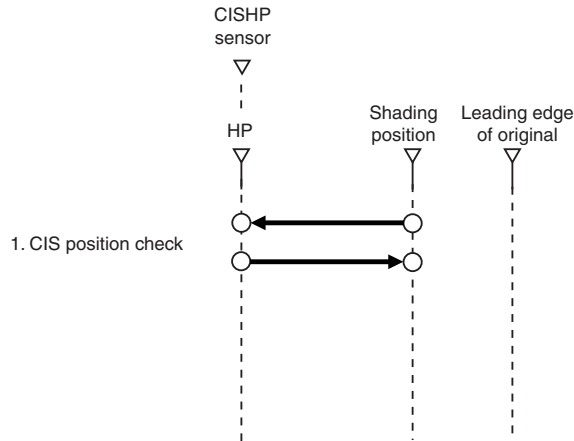 CISHP
sensor
HP
Shading
position
Leading edge
of original
1. CIS position check